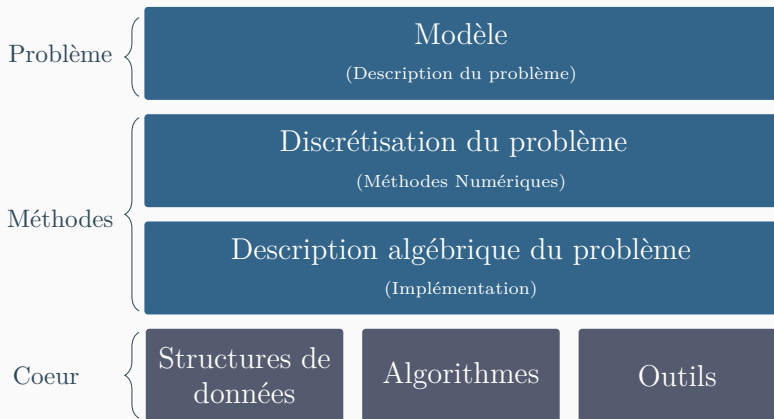 Problème
Modèle
(Description du problème)
Méthodes
Discrétisation du problème
(Méthodes Numériques)
Description algébrique du problème
(Implémentation)
Coeur
Structures de
données
Algorithmes
Outils